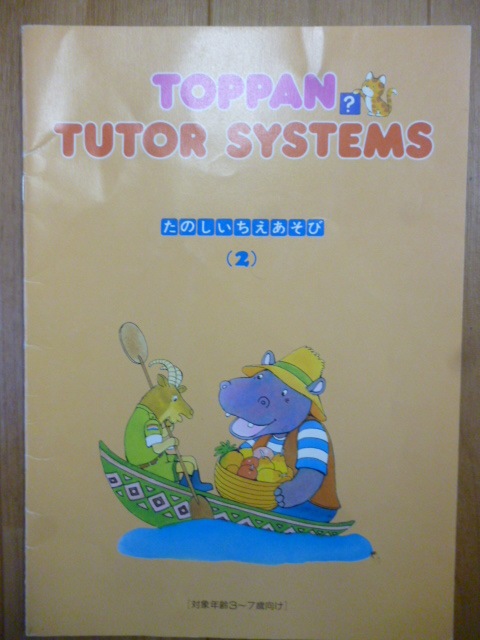 TOPPAN
?
TUTOR SYSTEMS
たのしいちえあそび
(2)
[対象年齢3~7歳向け]